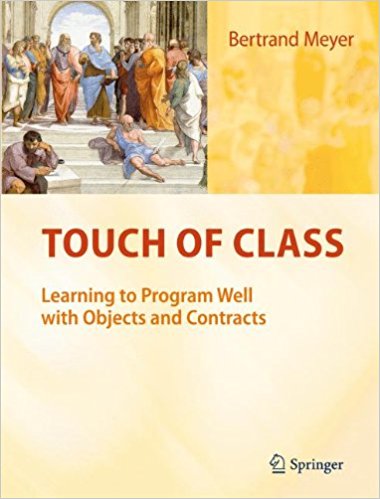 Bertrand Meyer
TOUCH OF CLASS
Learning to Program Well
with Objects and Contracts
Springer